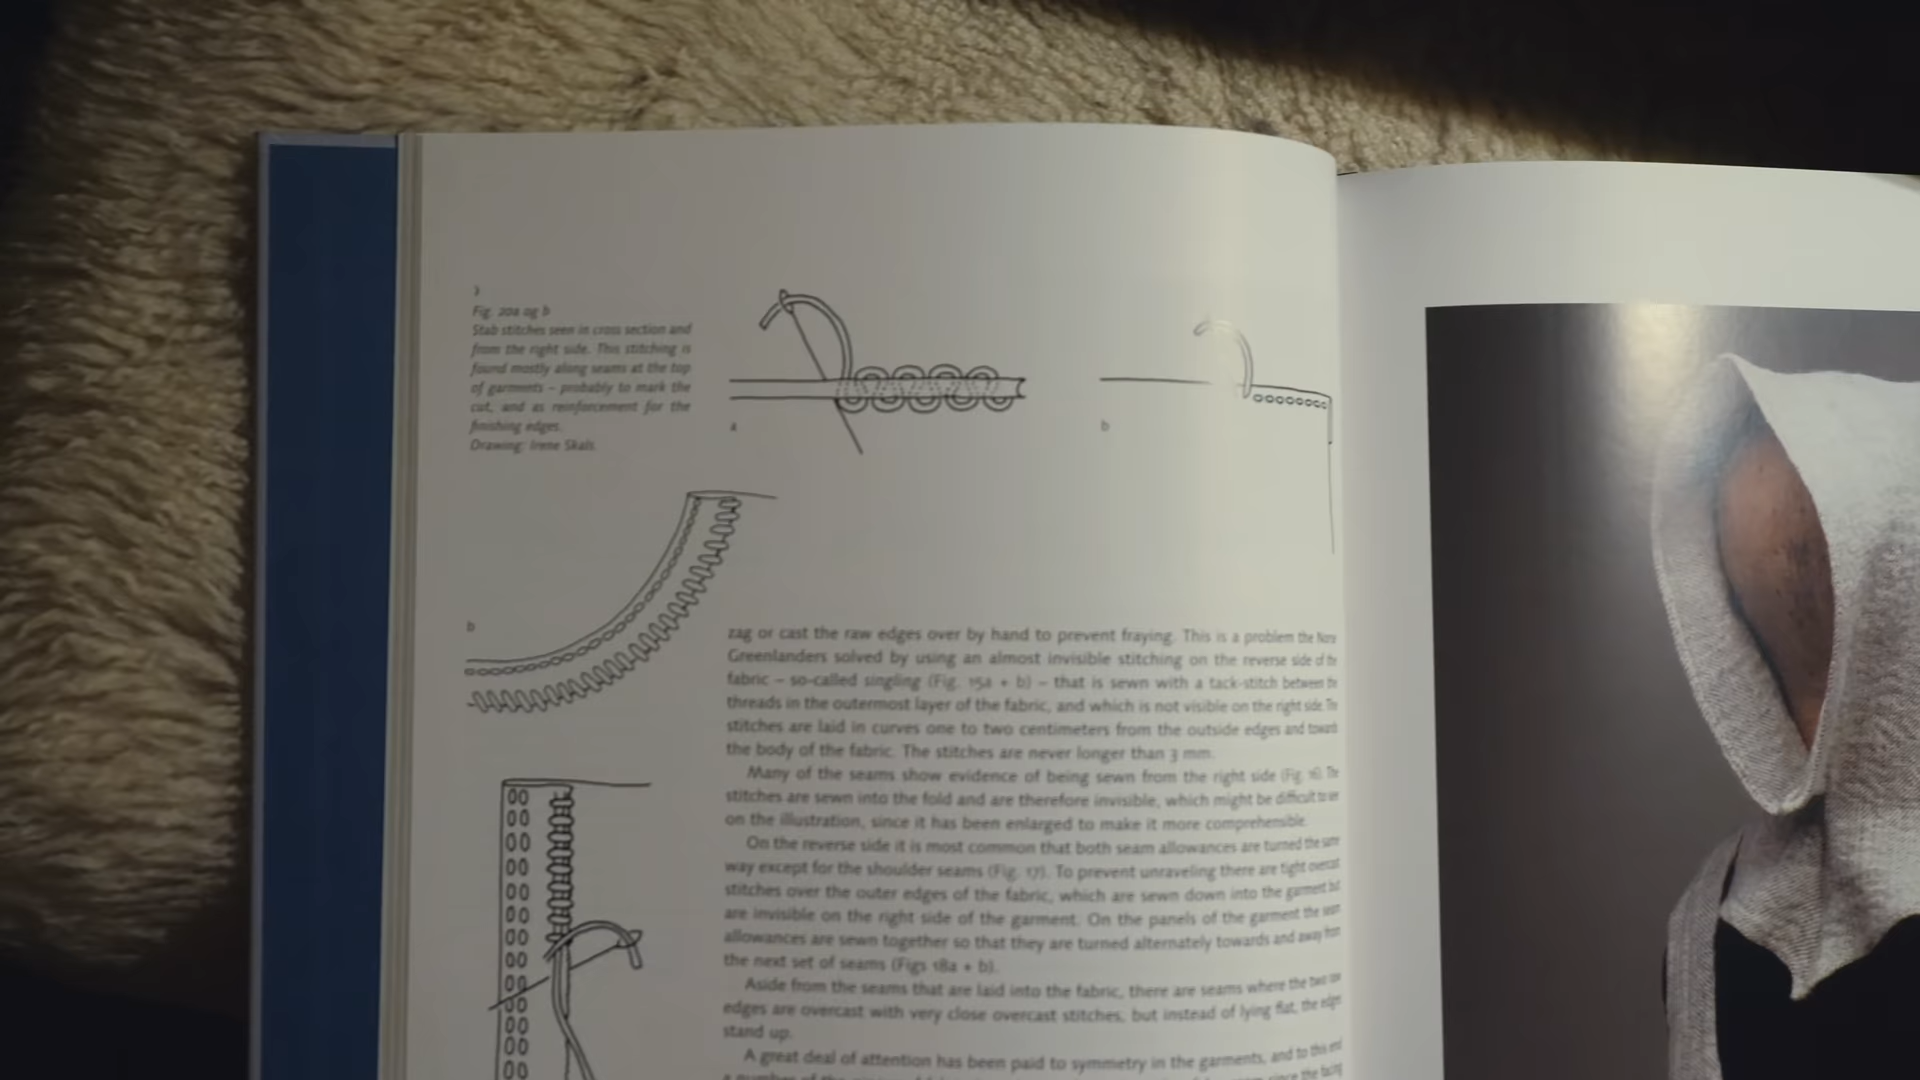 Fig. 20a og b
Stab stitches seen in cross section and
from the right side. This stitching is
found mostly along seams at the top
of garments – probably to mark the
cut, and as reinforcement for the
finishing edges.
Drawing: Irene Skals.
a
b
b
zag or cast the raw edges over by hand to prevent fraying. This is a problem the Norse
Greenlanders solved by using an almost invisible stitching on the reverse side of the
fabric – so-called singling (Fig. 15a + b) – that is sewn with a tack-stitch between the
threads in the outermost layer of the fabric, and which is not visible on the right side. The
stitches are laid in curves one to two centimeters from the outside edges and toward
the body of the fabric. The stitches are never longer than 3 mm.
Many of the seams show evidence of being sewn from the right side (Fig. 16). The
stitches are sewn into the fold and are therefore invisible, which might be difficult to see
on the illustration, since it has been enlarged to make it more comprehensible.
On the reverse side it is most common that both seam allowances are turned the same
way except for the shoulder seams (Fig. 17). To prevent unraveling there are tight overcast
stitches over the outer edges of the fabric, which are sewn down into the garment but
are invisible on the right side of the garment. On the panels of the garment the seam
allowances are sewn together so that they are turned alternately towards and away from
the next set of seams (Figs 18a + b).
Aside from the seams that are laid into the fabric, there are seams where the two raw
edges are overcast with very close overcast stitches, but instead of lying flat, the edges
stand up.
A great deal of attention has been paid to symmetry in the garments, and to this end
a number of the